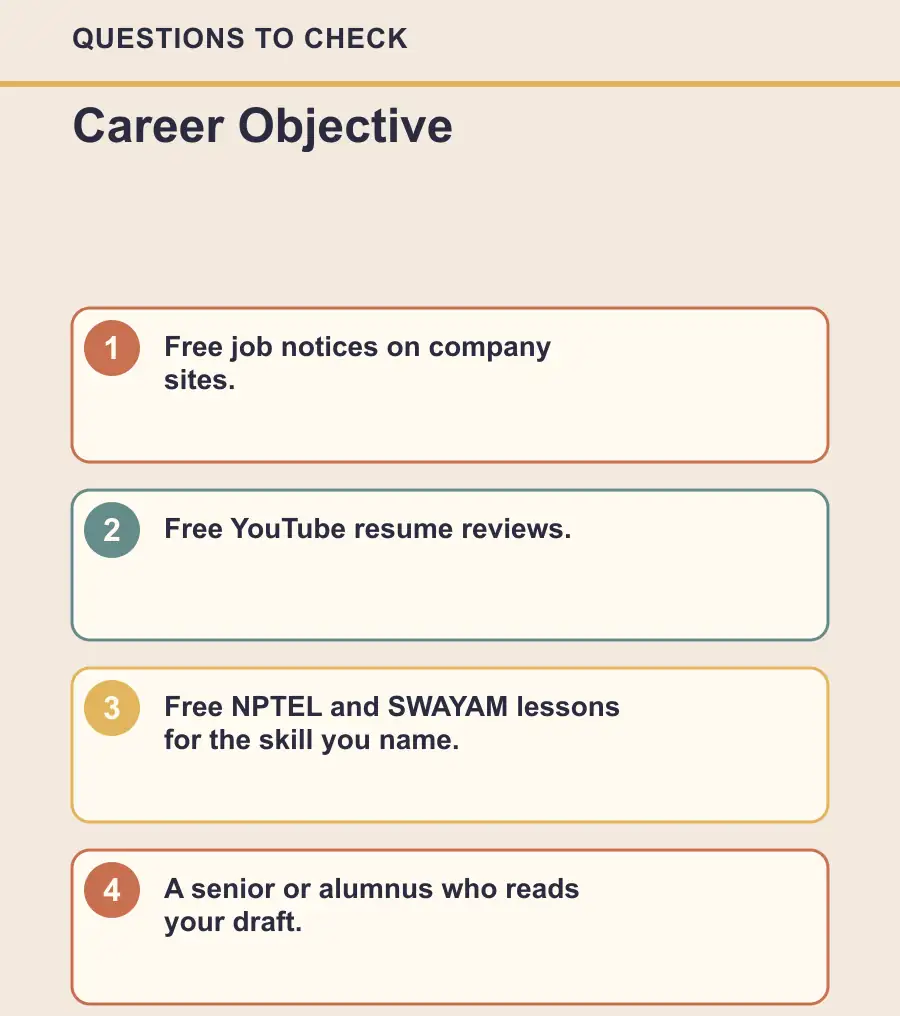 QUESTIONS TO CHECK
Career Objective
1
Free job notices on company
sites.
2
Free YouTube resume reviews.
3
Free NPTEL and SWAYAM lessons
for the skill you name.
4
A senior or alumnus who reads
your draft.